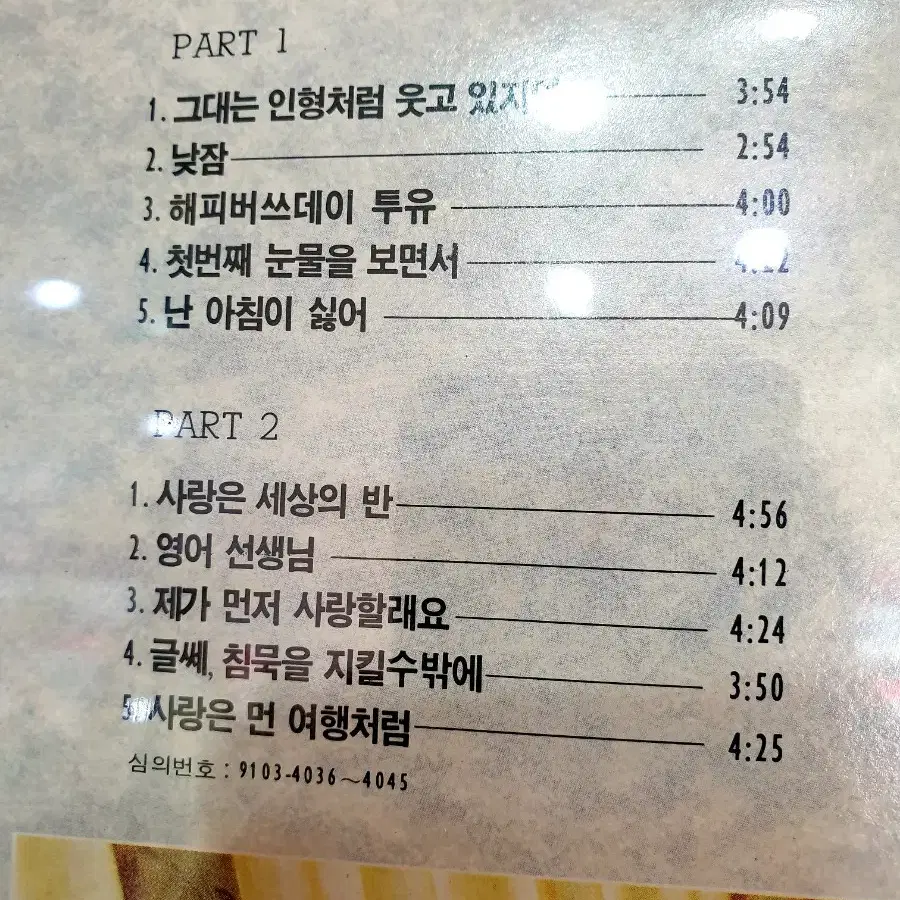 PART 1
1. 그대는 인형처럼 웃고 3:54
2. 낮잠 2:54
3. 해피버쓰데이 투유 4:00
4. 첫번째 눈물을 보면서
5. 난 아침이 싫어 4:09
PART 2
1. 사랑은 세상의 반 4:56
2. 영어 선생님 4:12
3. 제가 먼저 사랑할래요 4:24
4. 글쎄, 침묵을 지킬수밖에 3:50
5. 사랑은 먼 여행처럼 4:25
심의번호 : 9103-4036~4045